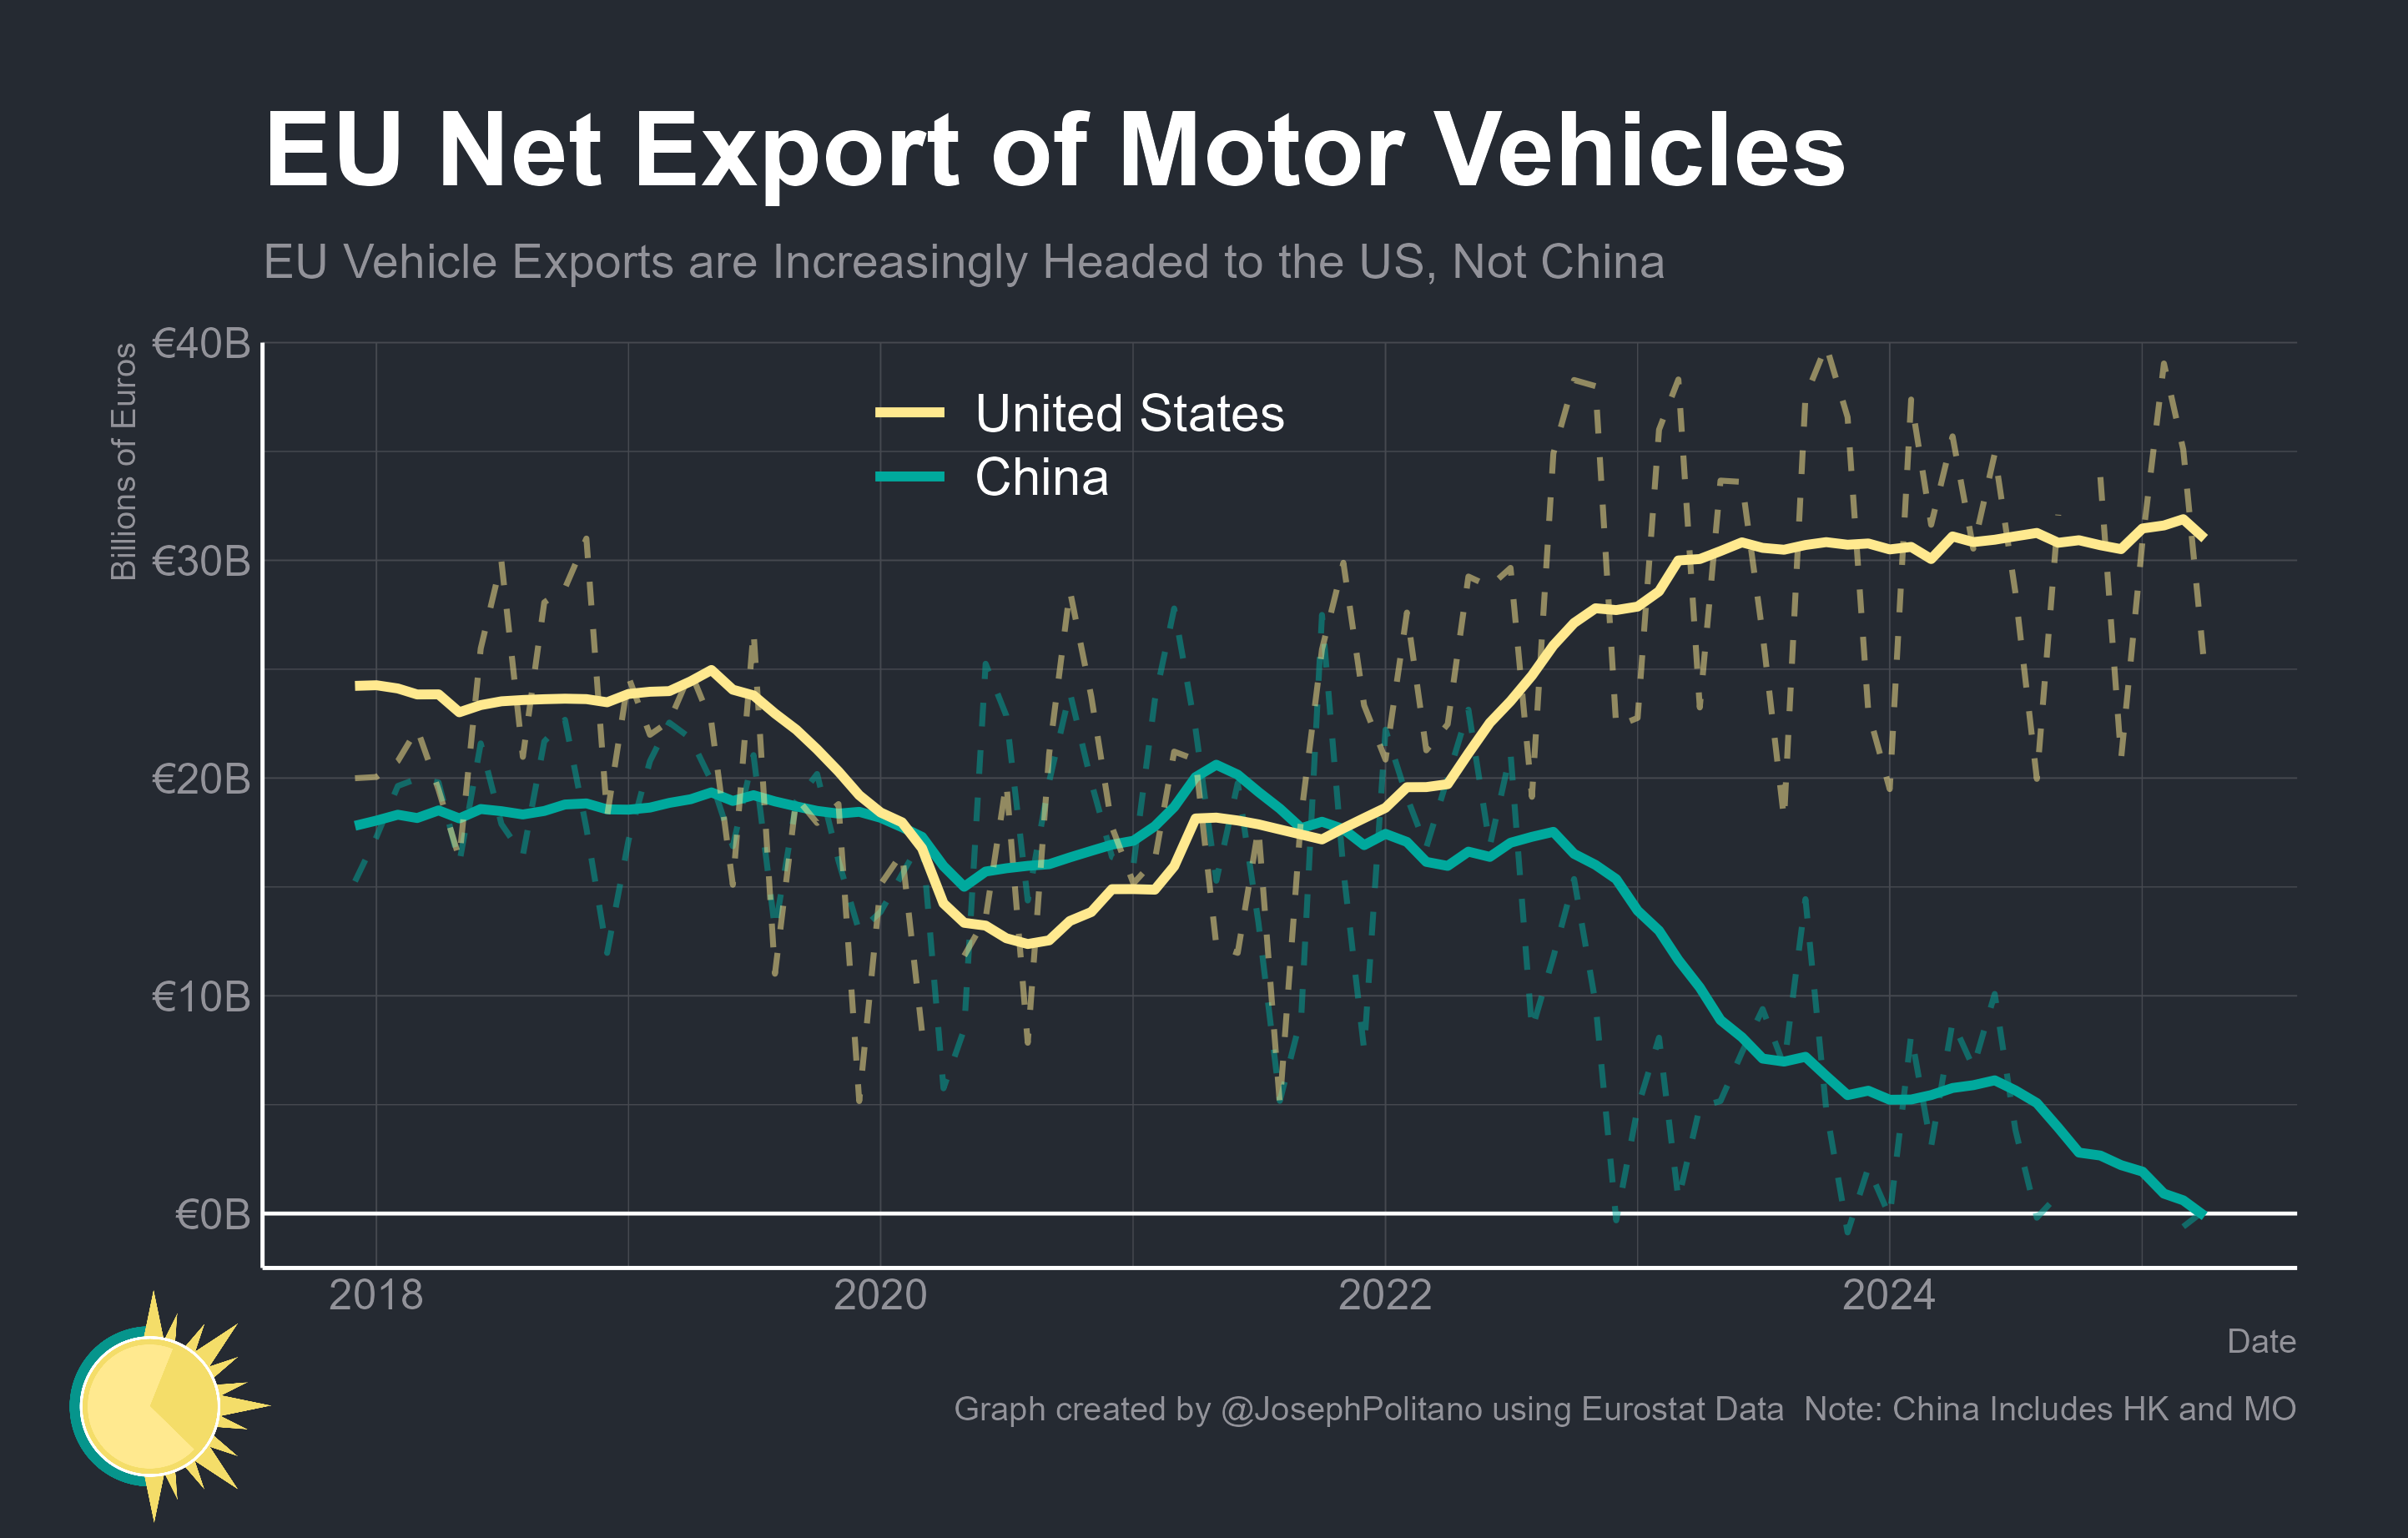 EU Net Export of Motor Vehicles
EU Vehicle Exports are Increasingly Headed to the US, Not China
Billions of Euros
€40B
€30B
€20B
€10B
€0B
United States
China
2018
2020
2022
2024
Date
Graph created by @JosephPolitano using Eurostat Data  Note: China Includes HK and MO